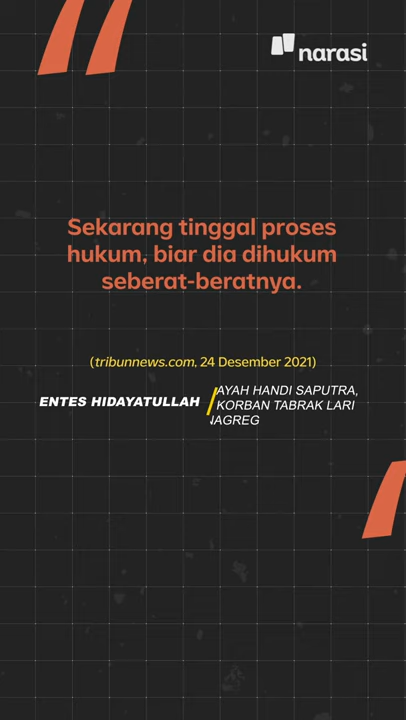 narasi
Sekarang tinggal proses
hukum, biar dia dihukum
seberat-beratnya.
(tribunnews.com, 24 Desember 2021)
ENTES HIDAYATULLAH
AYAH HANDI SAPUTRA,
KORBAN TABRAK LARI
NAGREG